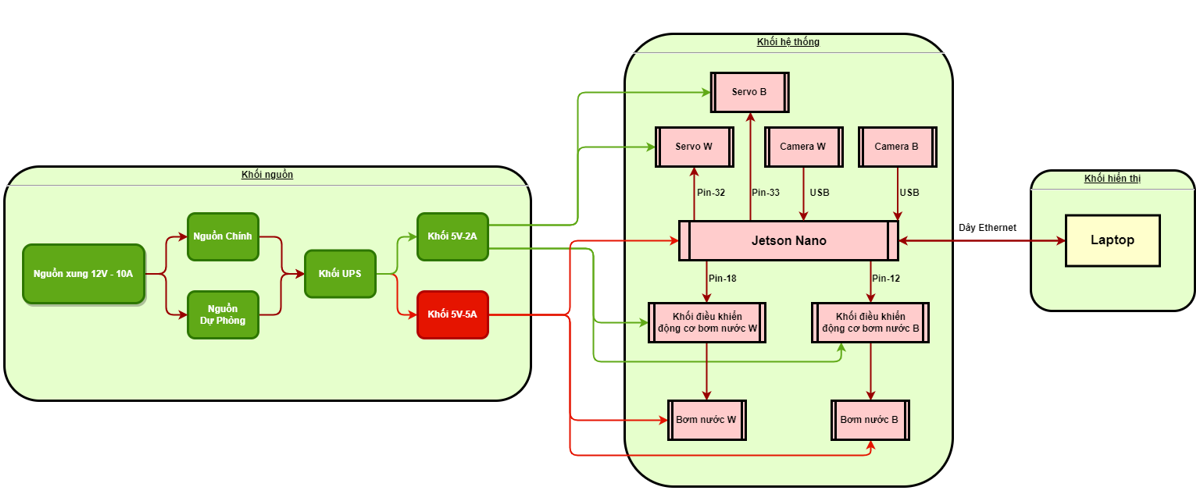 Khối nguồn
Nguồn xung 12V - 10A
Nguồn Chính
Nguồn
Dự Phòng
Khối UPS
Khối 5V-2A
Khối 5V-5A
Khối hệ thống
Servo B
Servo W
Camera W
Camera B
Pin-32
Pin-33
USB
USB
Jetson Nano
Pin-18
Pin-12
Khối điều khiển
động cơ bơm nước W
Khối điều khiển
động cơ bơm nước B
Bơm nước W
Bơm nước B
Dây Ethernet
Khối hiển thị
Laptop